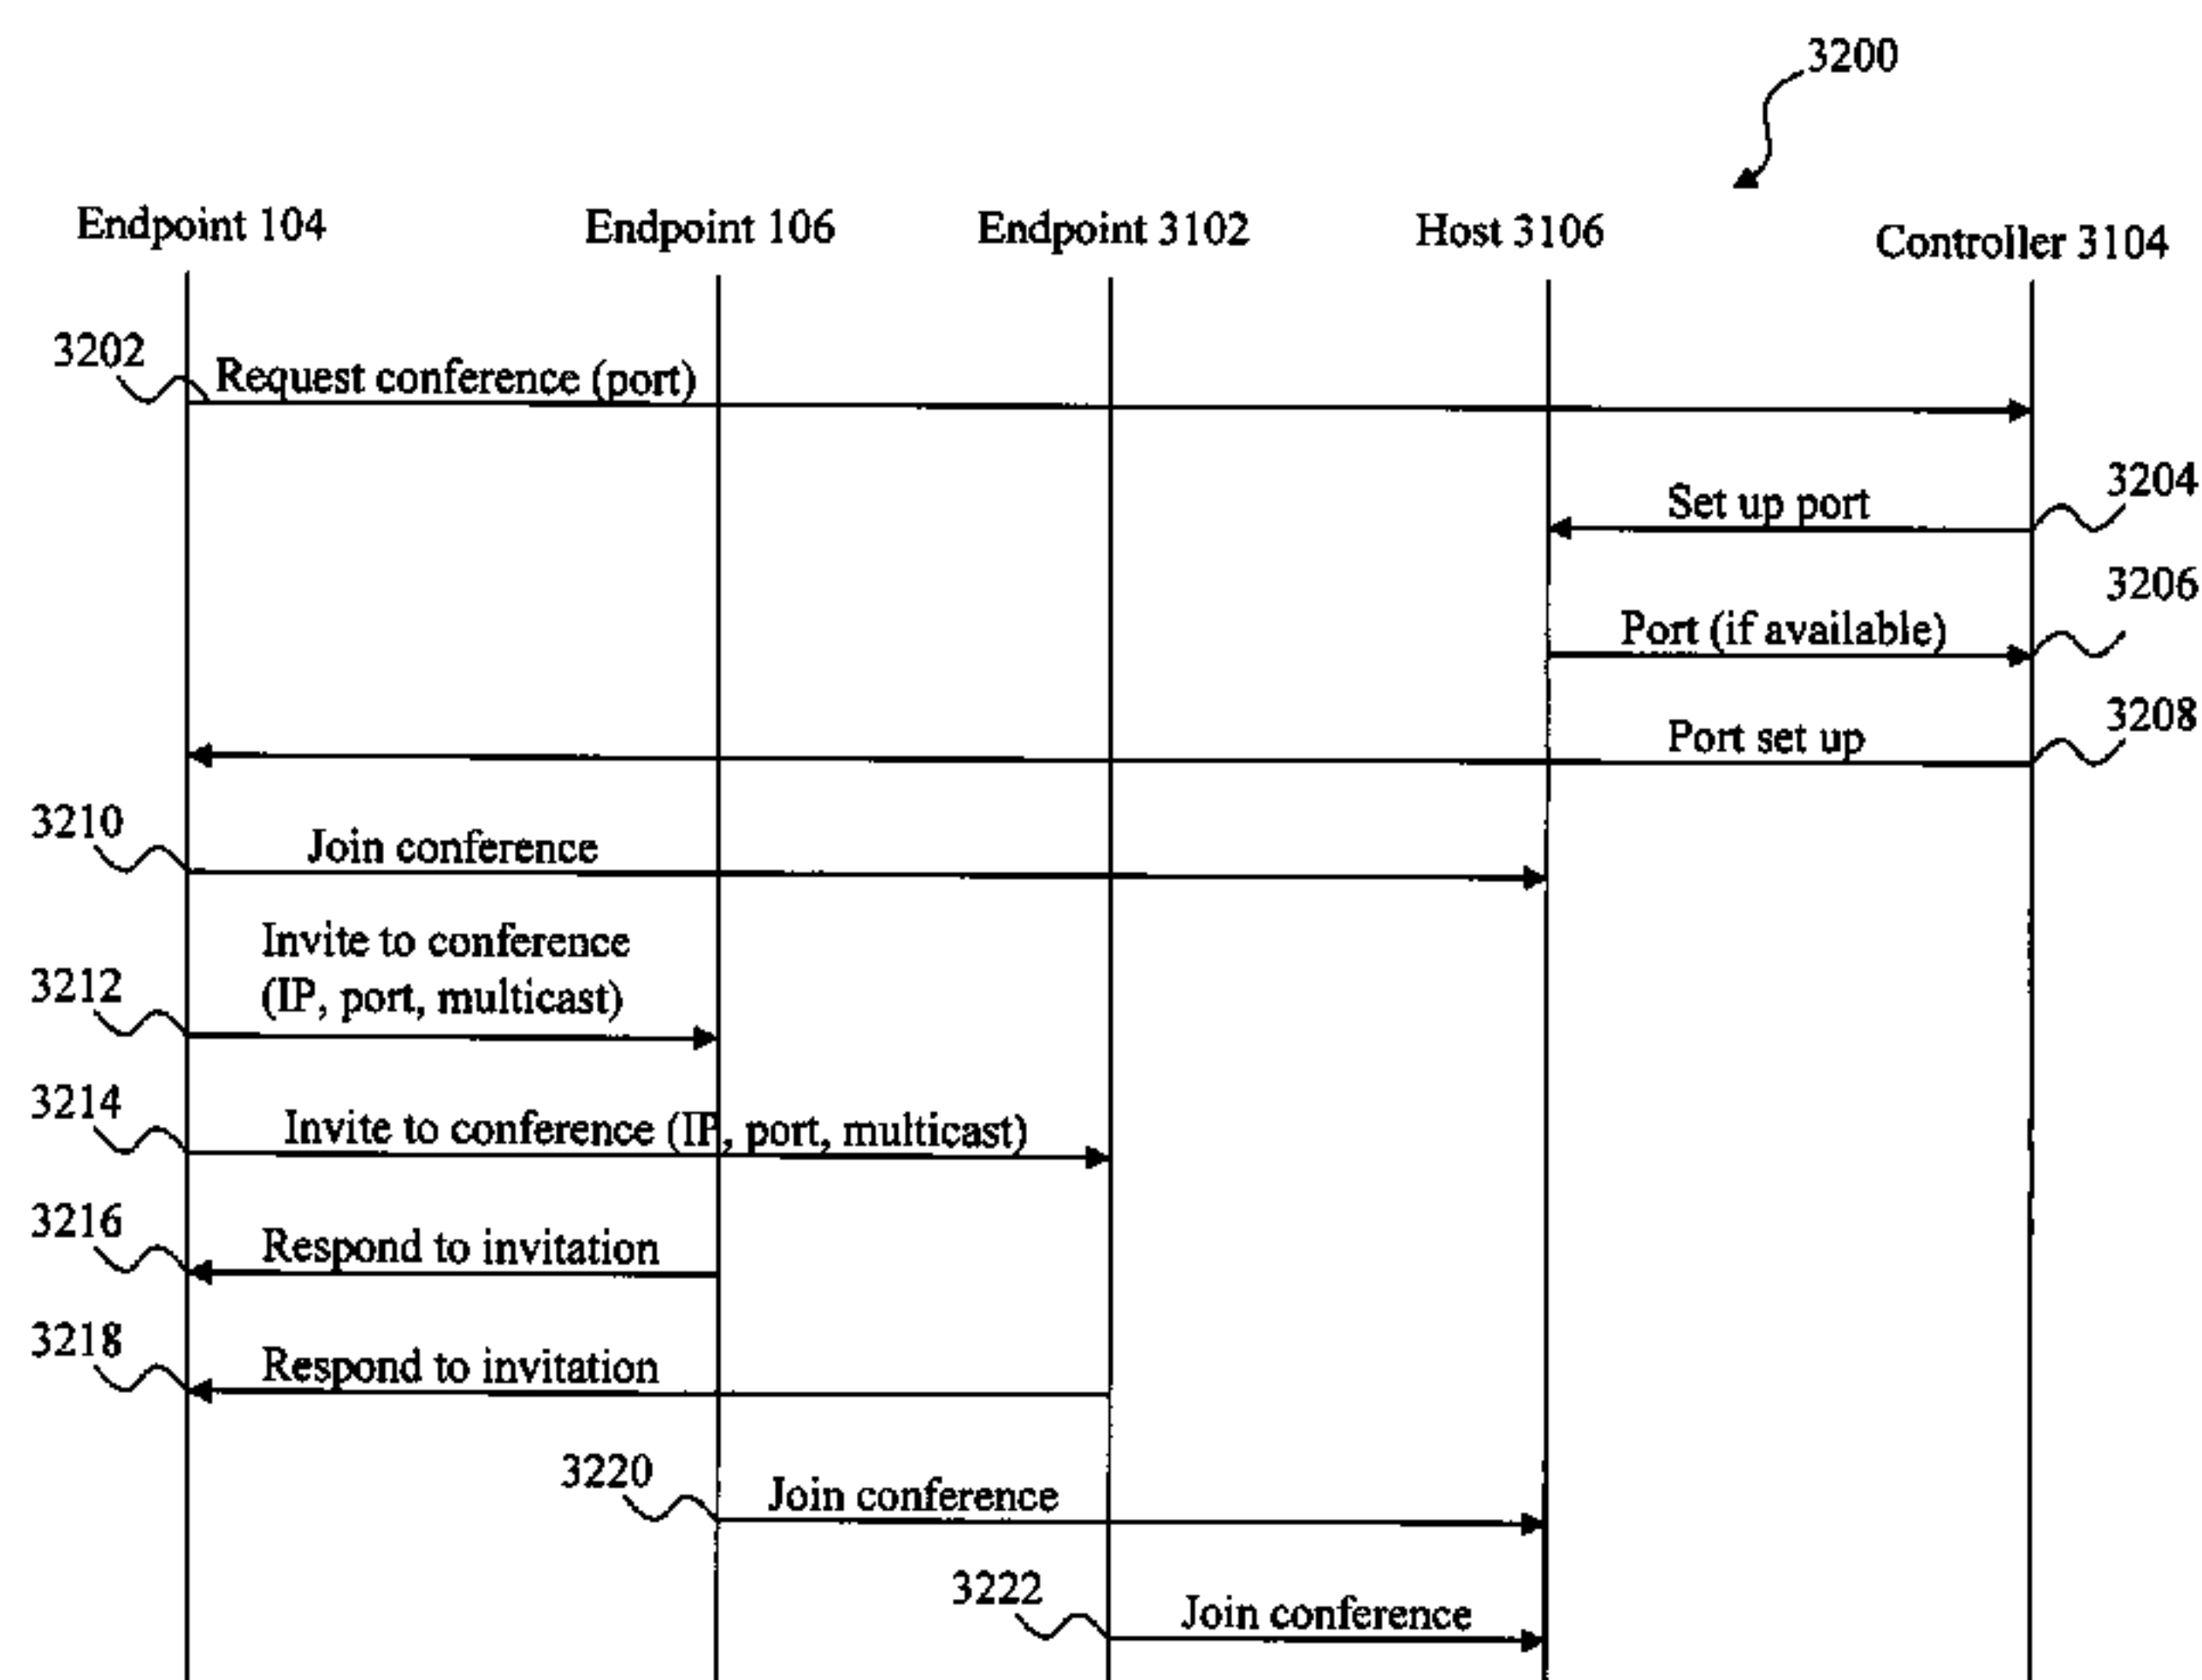 3200
Endpoint 104
Endpoint 106
Endpoint 3102
Host 3106
Controller 3104
3202
Request conference (port)
3204
Set up port
3206
Port (if available)
3208
Port set up
3210
Join conference
Invite to conference
3212
(IP, port, multicast)
3214
Invite to conference (IP, port, multicast)
3216
Respond to invitation
3218
Respond to invitation
3220
Join conference
3222
Join conference